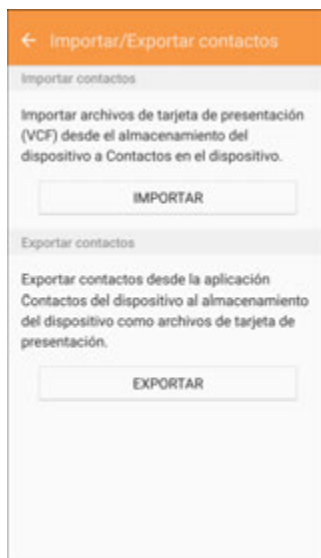 Importar/Exportar contactos
Importar contactos
Importar archivos de tarjeta de presentación
(VCF) desde el almacenamiento del
dispositivo a Contactos en el dispositivo.
IMPORTAR
Exportar contactos
Exportar contactos desde la aplicación
Contactos del dispositivo al almacenamiento
del dispositivo como archivos de tarjeta de
presentación.
EXPORTAR